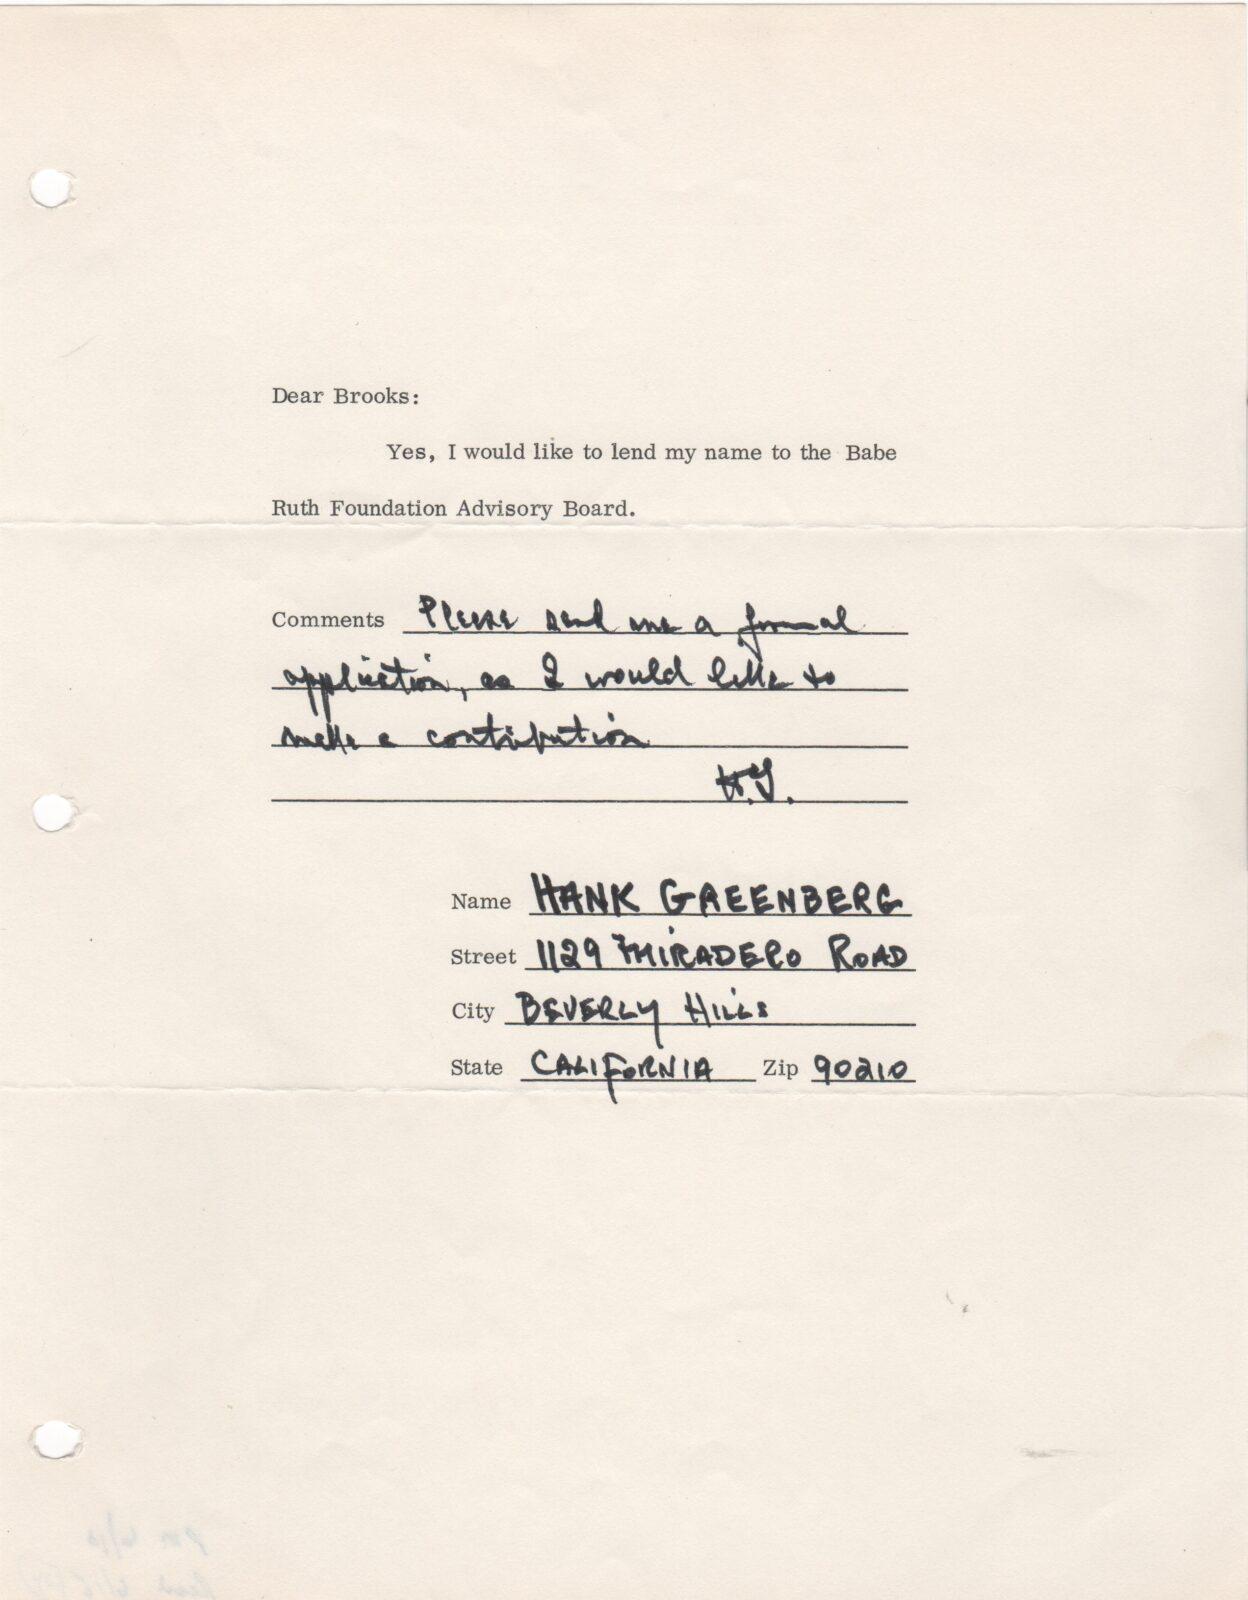 Dear Brooks:
Yes, I would like to lend my name to the Babe
Ruth Foundation Advisory Board.
Comments Please send me a formal
application, as I would like to
make a contribution
H.G.
Name HANK GREENBERG
Street 1129 MIRADERO ROAD
City BEVERLY HILLS
State CALIFORNIA Zip 90210